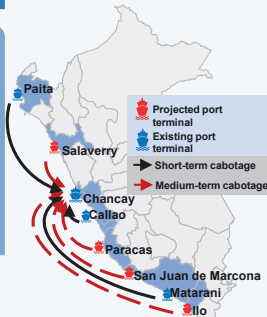 Paita
Projected port
terminal
Existing port
terminal
Salaverry
Short-term cabotage
Medium-term cabotage
Chancay
Callao
Paracas
San Juan de Marcona
Matarani
Ilo